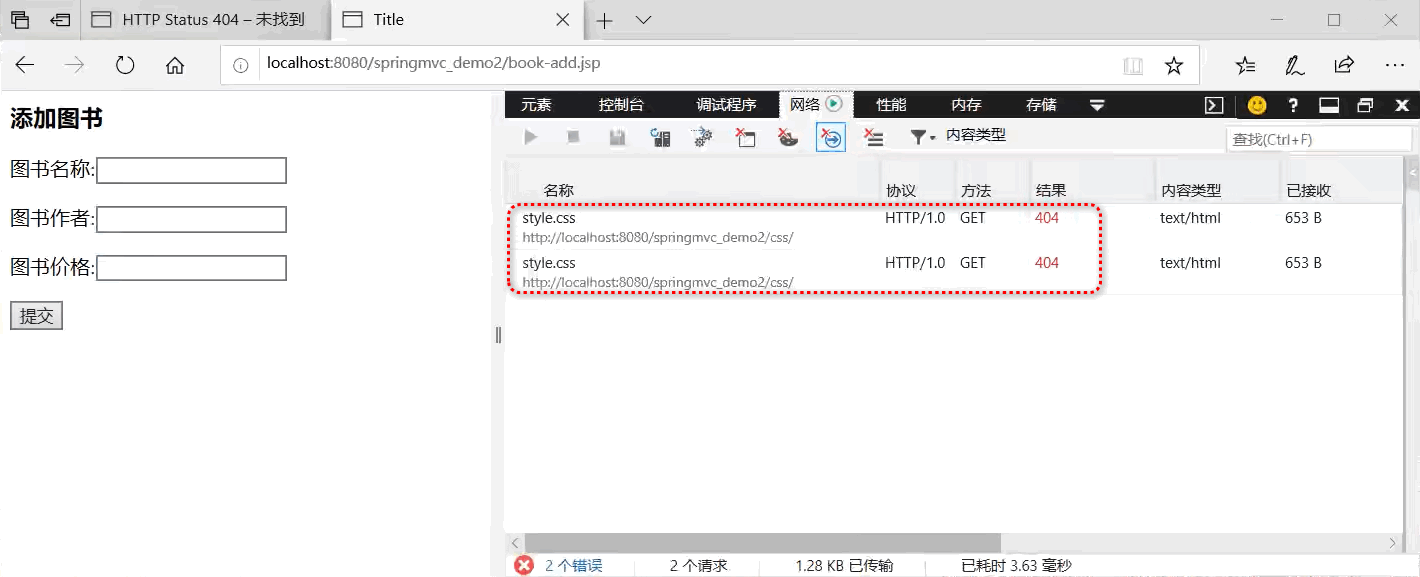 HTTP Status 404 – 未找到
Title
localhost:8080/springmvc_demo2/book-add.jsp
添加图书
图书名称:
图书作者:
图书价格:
提交
元素 控制台 调试程序 网络 性能 内存 存储
内容类型
查找(Ctrl+F)
名称 协议 方法 结果 内容类型 已接收
style.css HTTP/1.0 GET 404 text/html 653 B
http://localhost:8080/springmvc_demo2/css/
style.css HTTP/1.0 GET 404 text/html 653 B
http://localhost:8080/springmvc_demo2/css/
2 个错误 2 个请求 1.28 KB 已传输 已耗时 3.63 毫秒